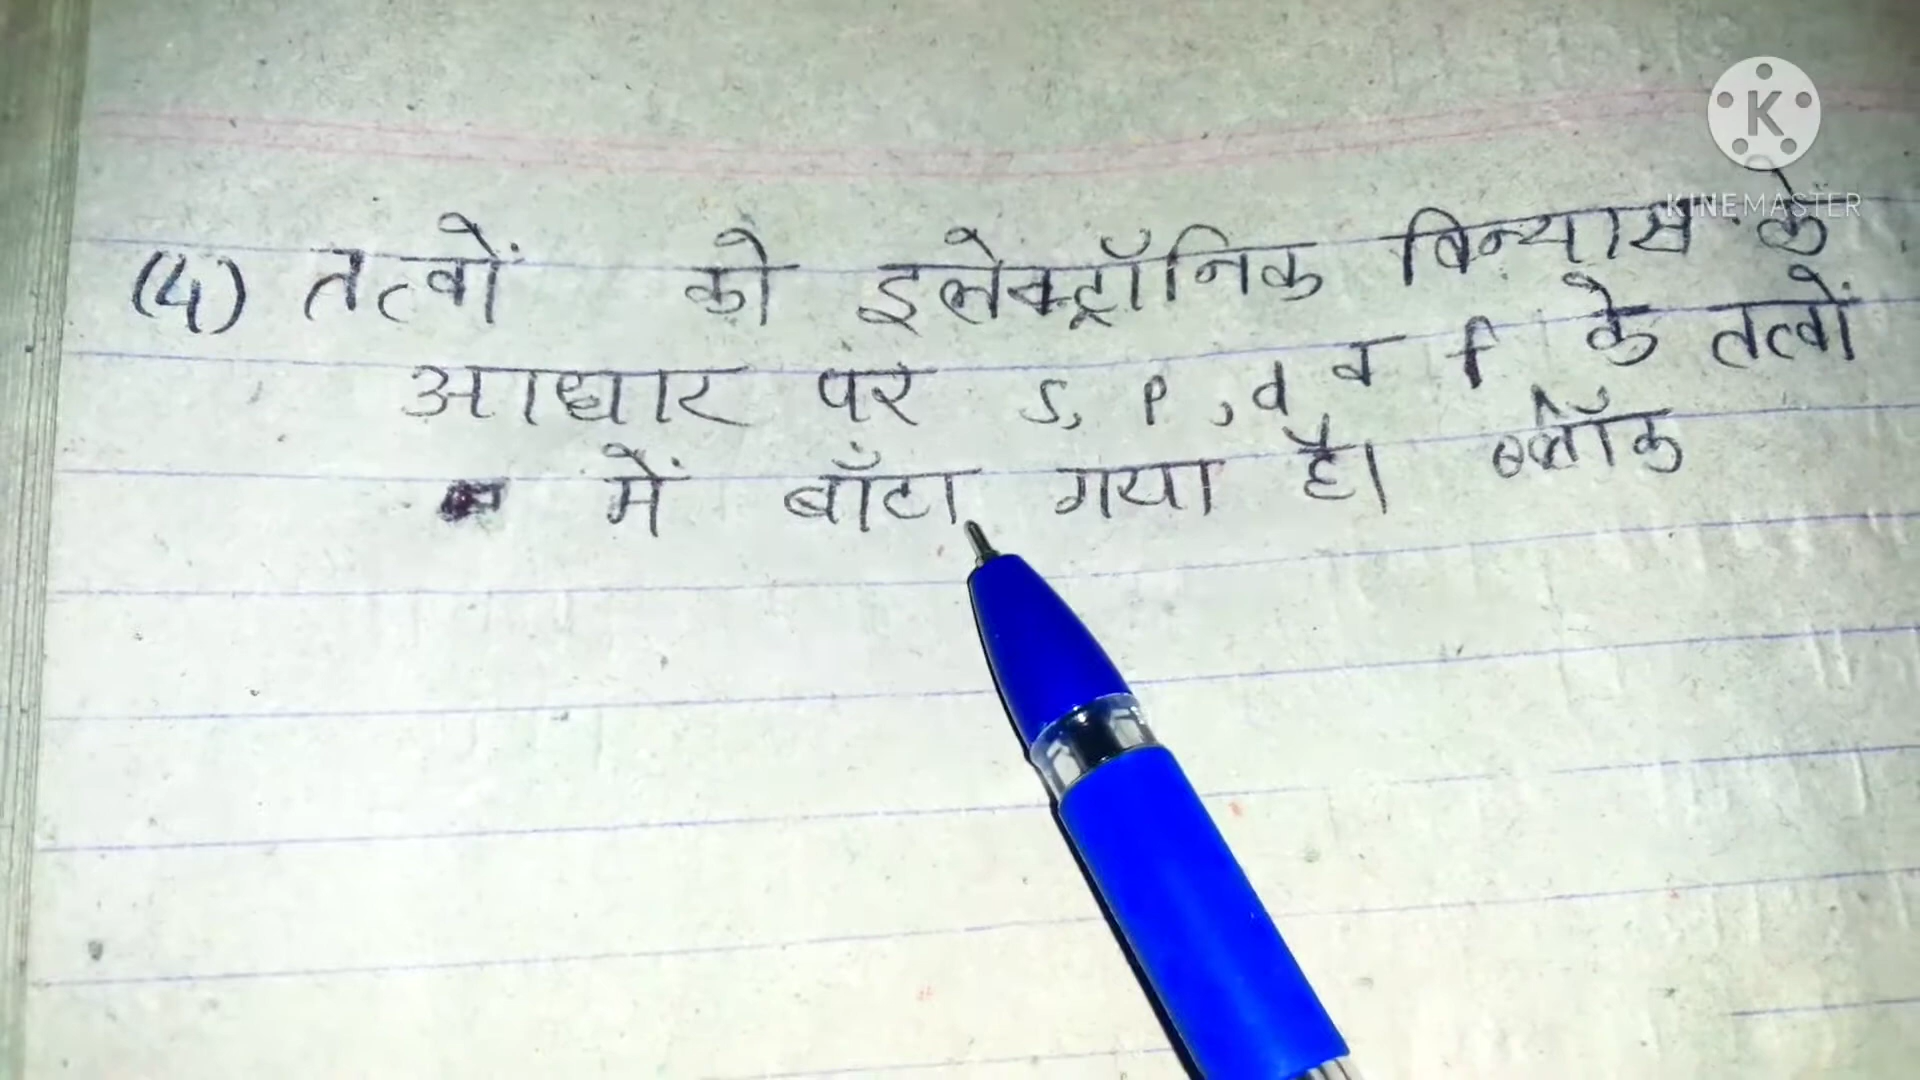 K
KINEMASTER
(4) तत्वों को इलेक्ट्रॉनिक विन्यास के
आधार पर s, p, d, व f के तत्वों
ब्लॉक
में बाँटा गया है।